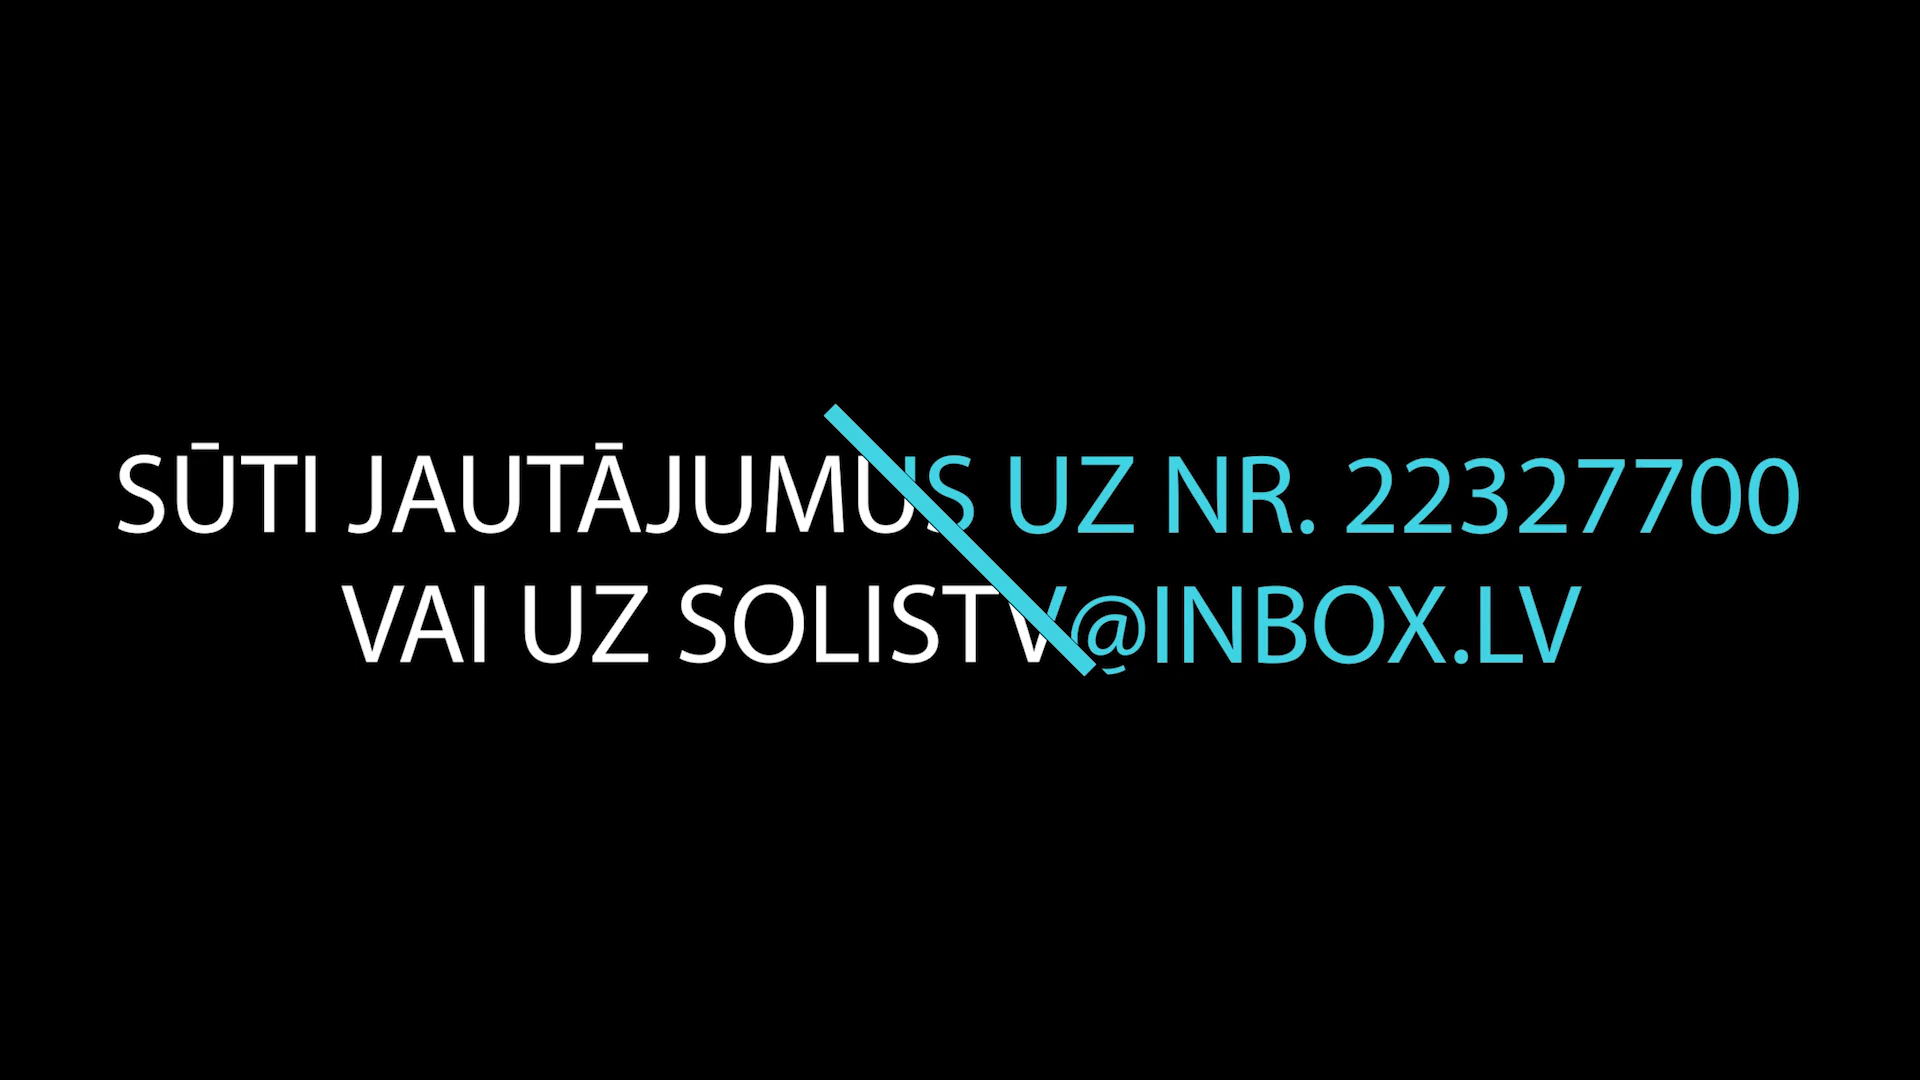 SŪTI JAUTĀJUMUS UZ NR. 22327700
VAI UZ SOLISTV@INBOX.LV